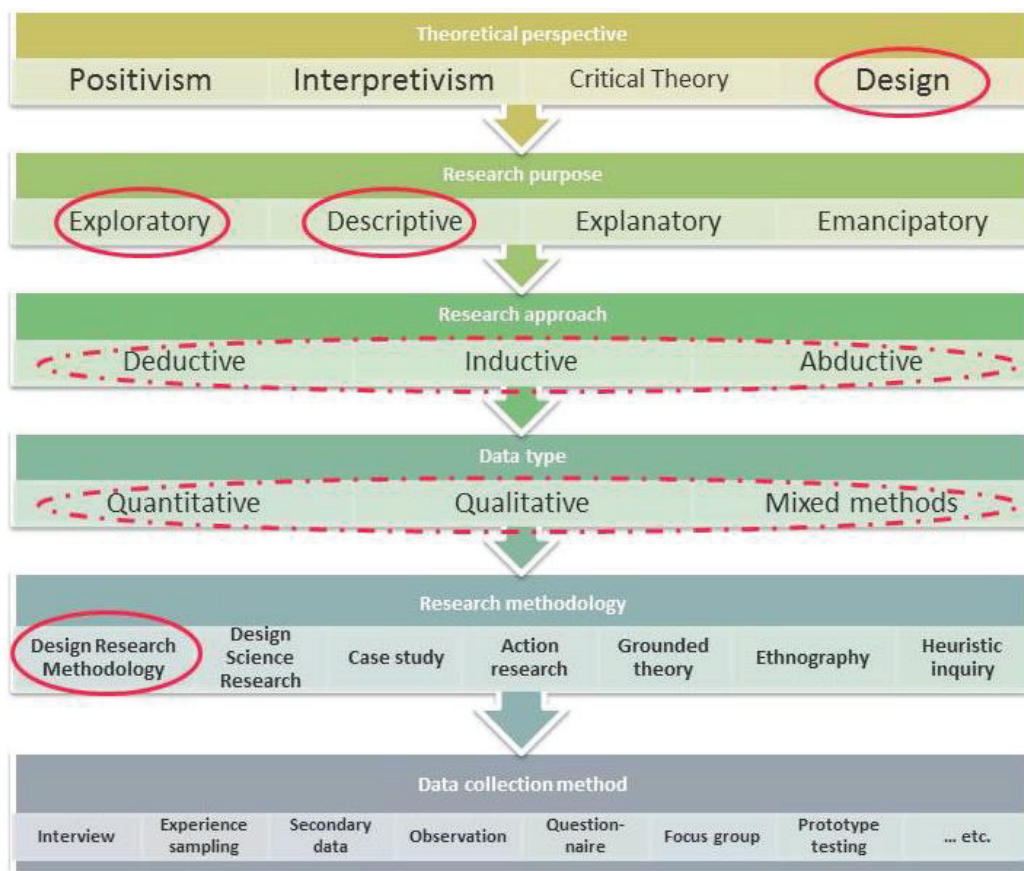 Theoretical perspective
Positivism Interpretivism Critical Theory Design
Research purpose
Exploratory Descriptive Explanatory Emancipatory
Research approach
Deductive Inductive Abductive
Data type
Quantitative Qualitative Mixed methods
Research methodology
Design Research
Methodology
Design
Science
Research
Case study
Action
research
Grounded
theory
Ethnography
Heuristic
inquiry
Data collection method
Interview
Experience
sampling
Secondary
data
Observation
Question-
naire
Focus group
Prototype
testing
... etc.